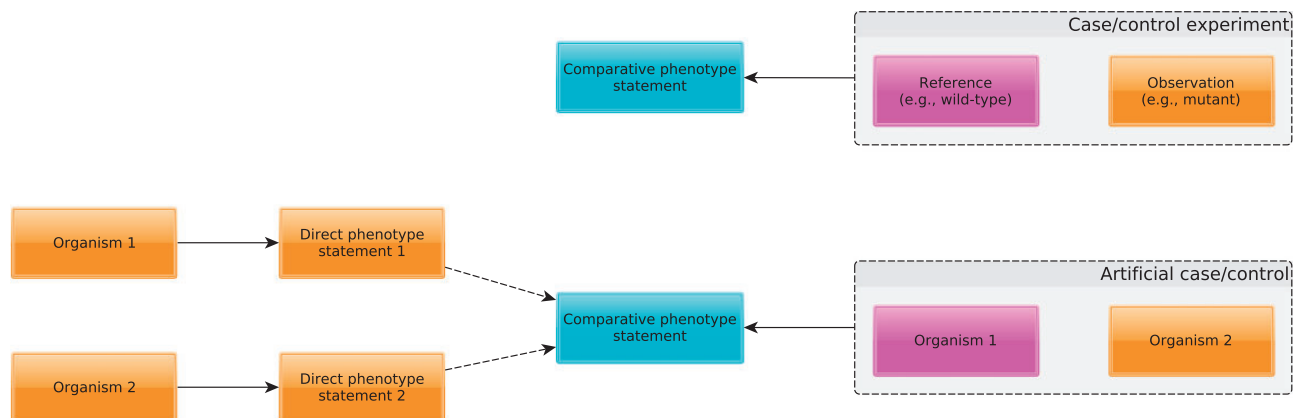 Case/control experiment
Comparative phenotype
statement
Reference
(e.g., wild-type)
Observation
(e.g., mutant)
Organism 1
Direct phenotype
statement 1
Artificial case/control
Comparative phenotype
statement
Organism 1
Organism 2
Organism 2
Direct phenotype
statement 2